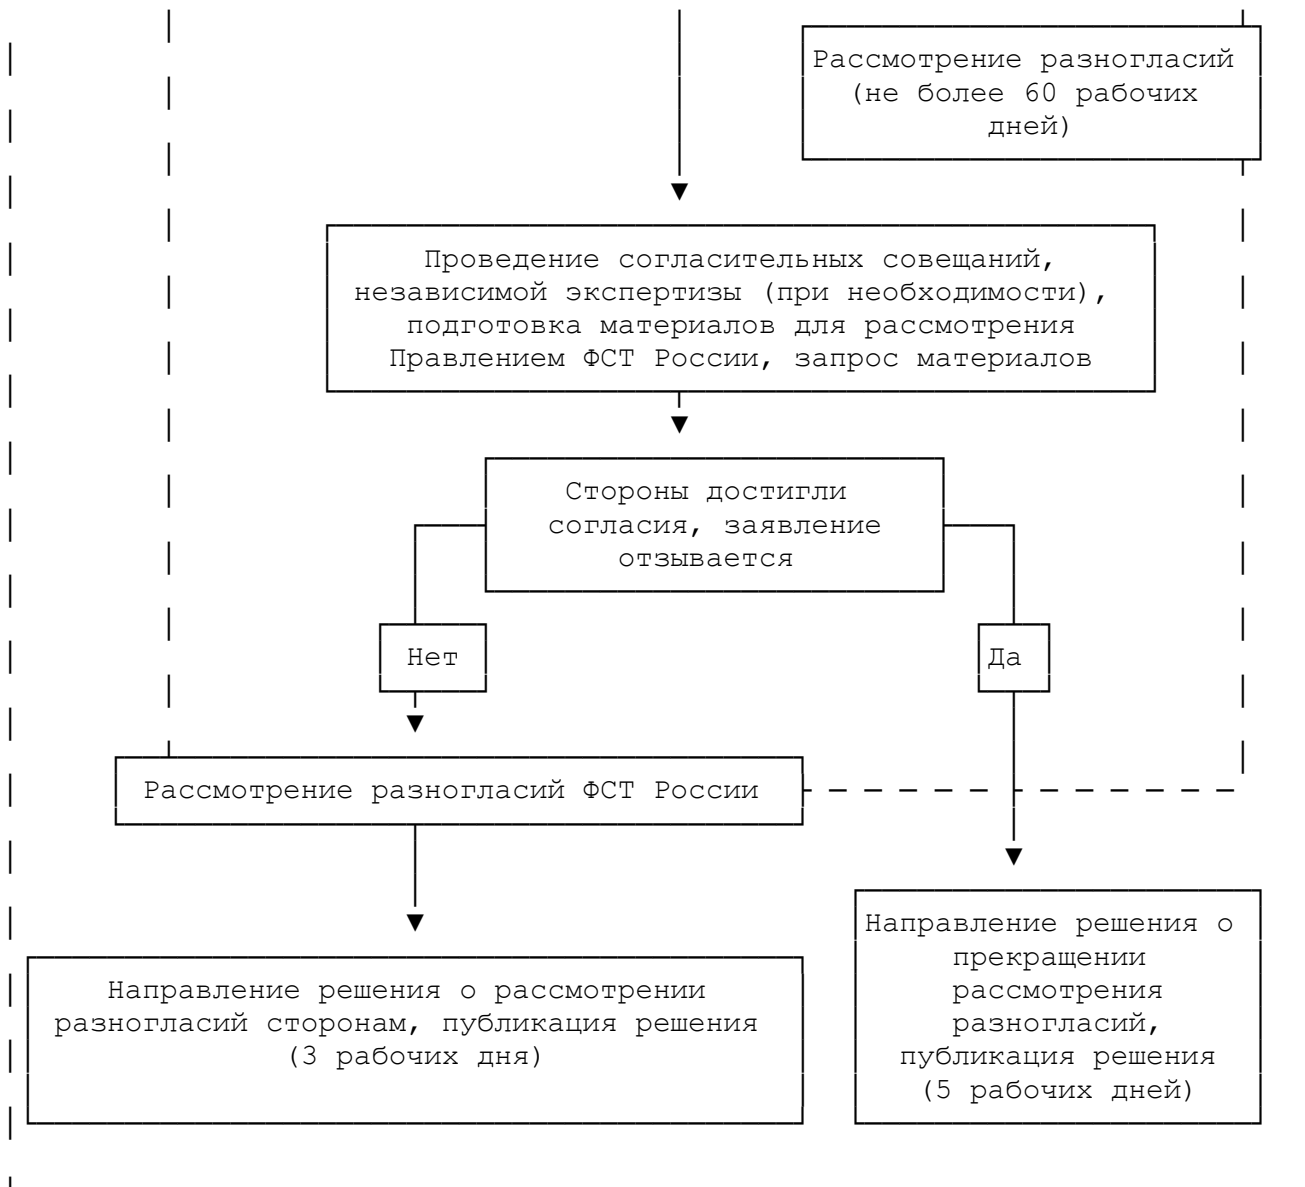 Рассмотрение разногласий
(не более 60 рабочих
дней)
Проведение согласительных совещаний,
независимой экспертизы (при необходимости),
подготовка материалов для рассмотрения
Правлением ФСТ России, запрос материалов
Стороны достигли
согласия, заявление
отзывается
Нет
Да
Рассмотрение разногласий ФСТ России
Направление решения о рассмотрении
разногласий сторонам, публикация решения
(3 рабочих дня)
Направление решения о
прекращении
рассмотрения
разногласий,
публикация решения
(5 рабочих дней)